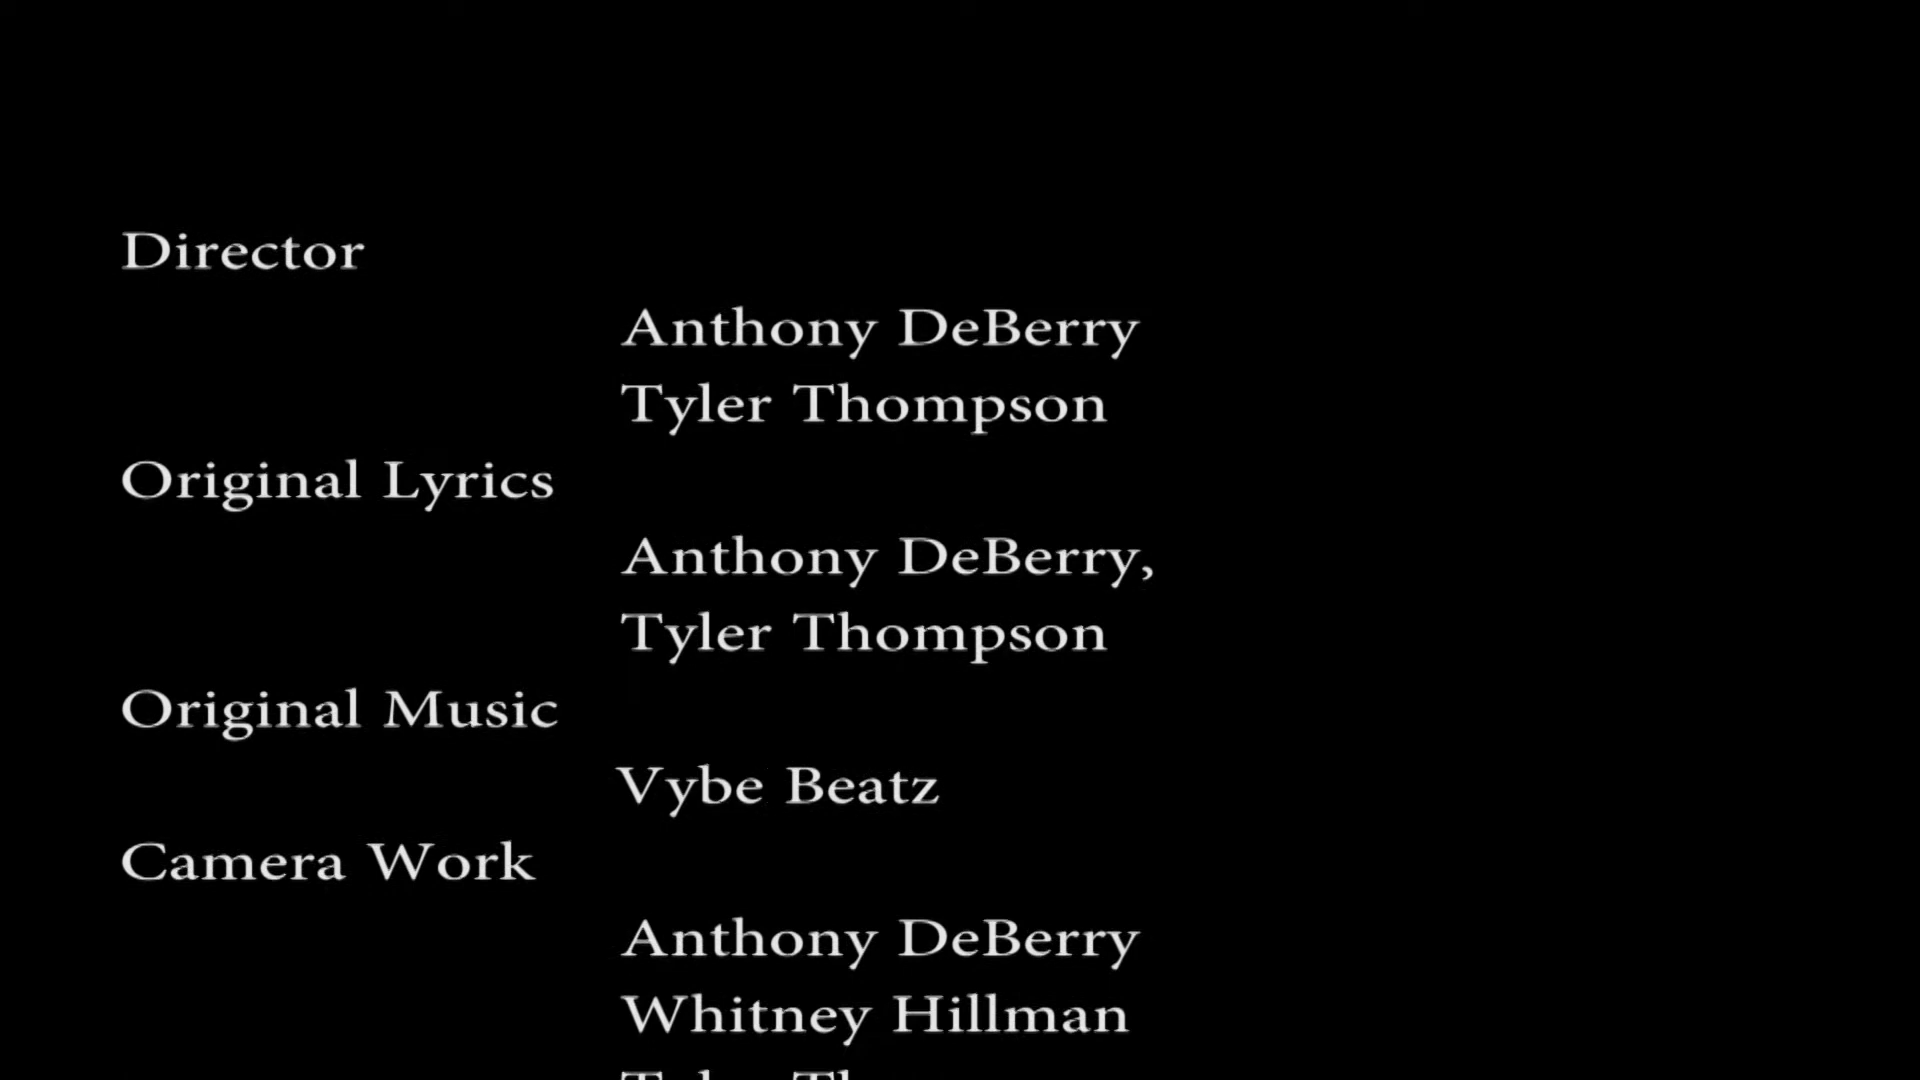 Director
Anthony DeBerry
Tyler Thompson
Original Lyrics
Anthony DeBerry,
Tyler Thompson
Original Music
Vybe Beatz
Camera Work
Anthony DeBerry
Whitney Hillman